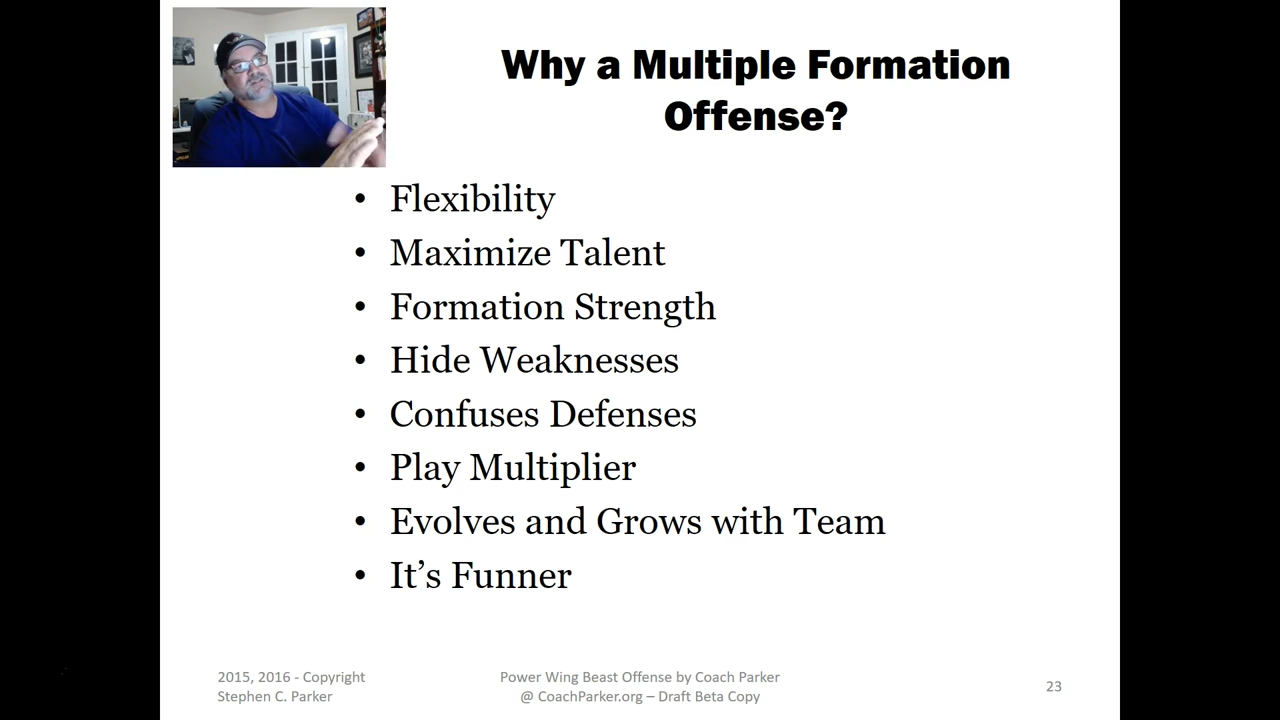 Why a Multiple Formation
Offense?
• Flexibility
• Maximize Talent
• Formation Strength
• Hide Weaknesses
• Confuses Defenses
• Play Multiplier
• Evolves and Grows with Team
• It’s Funner
2015, 2016 - Copyright
Stephen C. Parker
Power Wing Beast Offense by Coach Parker
@ CoachParker.org – Draft Beta Copy
23